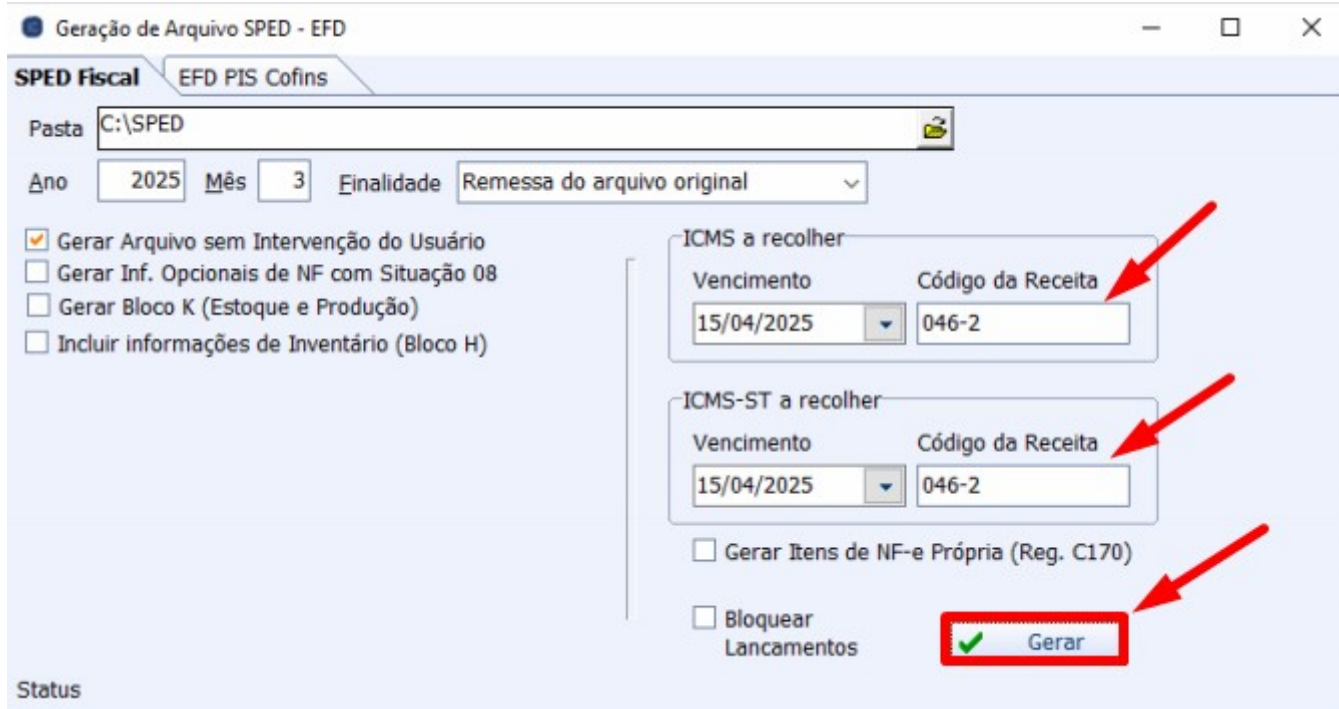 Geração de Arquivo SPED - EFD
SPED Fiscal EFD PIS Cofins
Pasta C:\SPED
Ano 2025 Mês 3 Finalidade Remessa do arquivo original
Gerar Arquivo sem Intervenção do Usuário
Gerar Inf. Opcionais de NF com Situação 08
Gerar Bloco K (Estoque e Produção)
Incluir informações de Inventário (Bloco H)
ICMS a recolher
Vencimento Código da Receita
15/04/2025 046-2
ICMS-ST a recolher
Vencimento Código da Receita
15/04/2025 046-2
Gerar Itens de NF-e Própria (Reg. C170)
Bloquear
Lancamentos
Gerar
Status